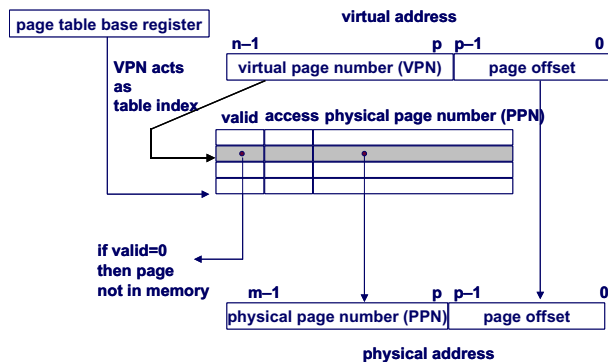 virtual address
page table base register
n–1 p p–1 0
virtual page number (VPN) page offset
VPN acts
as
table index
valid access physical page number (PPN)
if valid=0
then page
not in memory
m–1 p p–1 0
physical page number (PPN) page offset
physical address